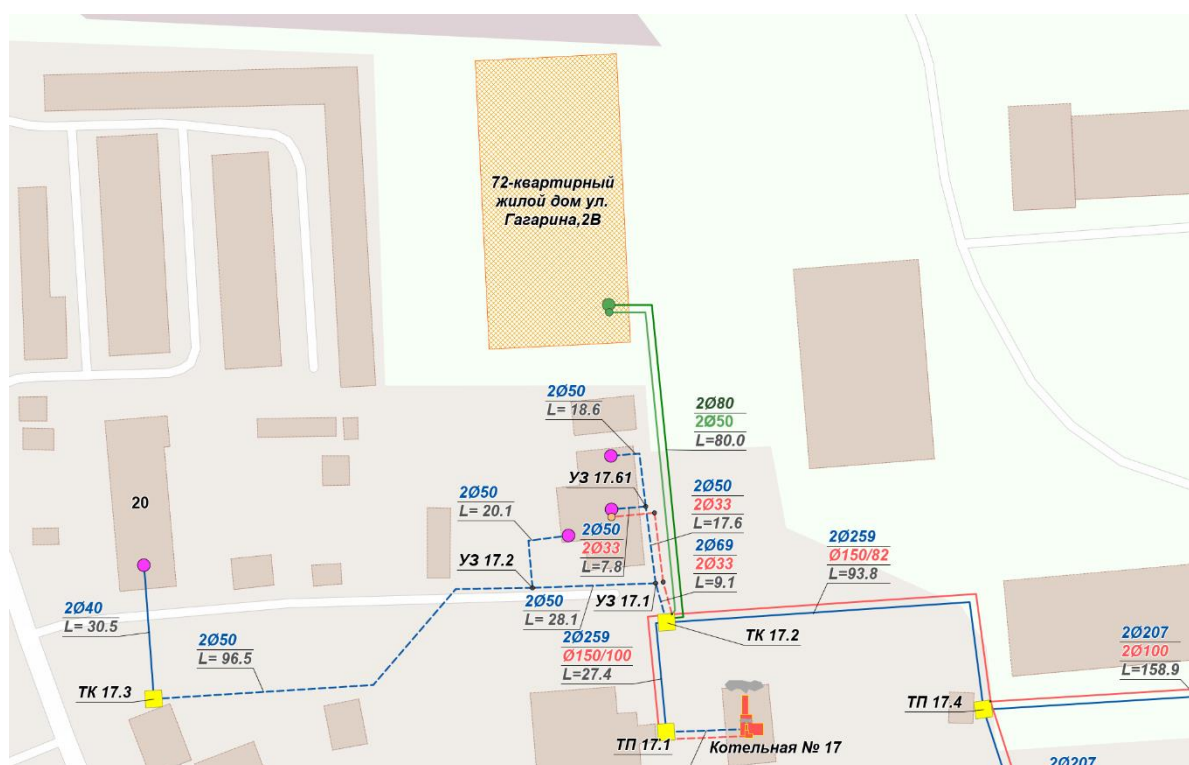 72-квартирный
жилой дом ул.
Гагарина,2В
2Ø50
L= 18.6
2Ø80
2Ø50
L=80.0
УЗ 17.61
20
2Ø50
L= 20.1
2Ø50
2Ø33
L=17.6
2Ø50
2Ø33
L=7.8
2Ø69
2Ø33
L=9.1
2Ø259
Ø150/82
L=93.8
УЗ 17.2
УЗ 17.1
2Ø40
L= 30.5
2Ø50
L= 28.1
2Ø50
L= 96.5
2Ø259
Ø150/100
L=27.4
ТК 17.2
2Ø207
2Ø100
L=158.9
ТК 17.3
ТП 17.4
ТП 17.1
Котельная № 17
2Ø207